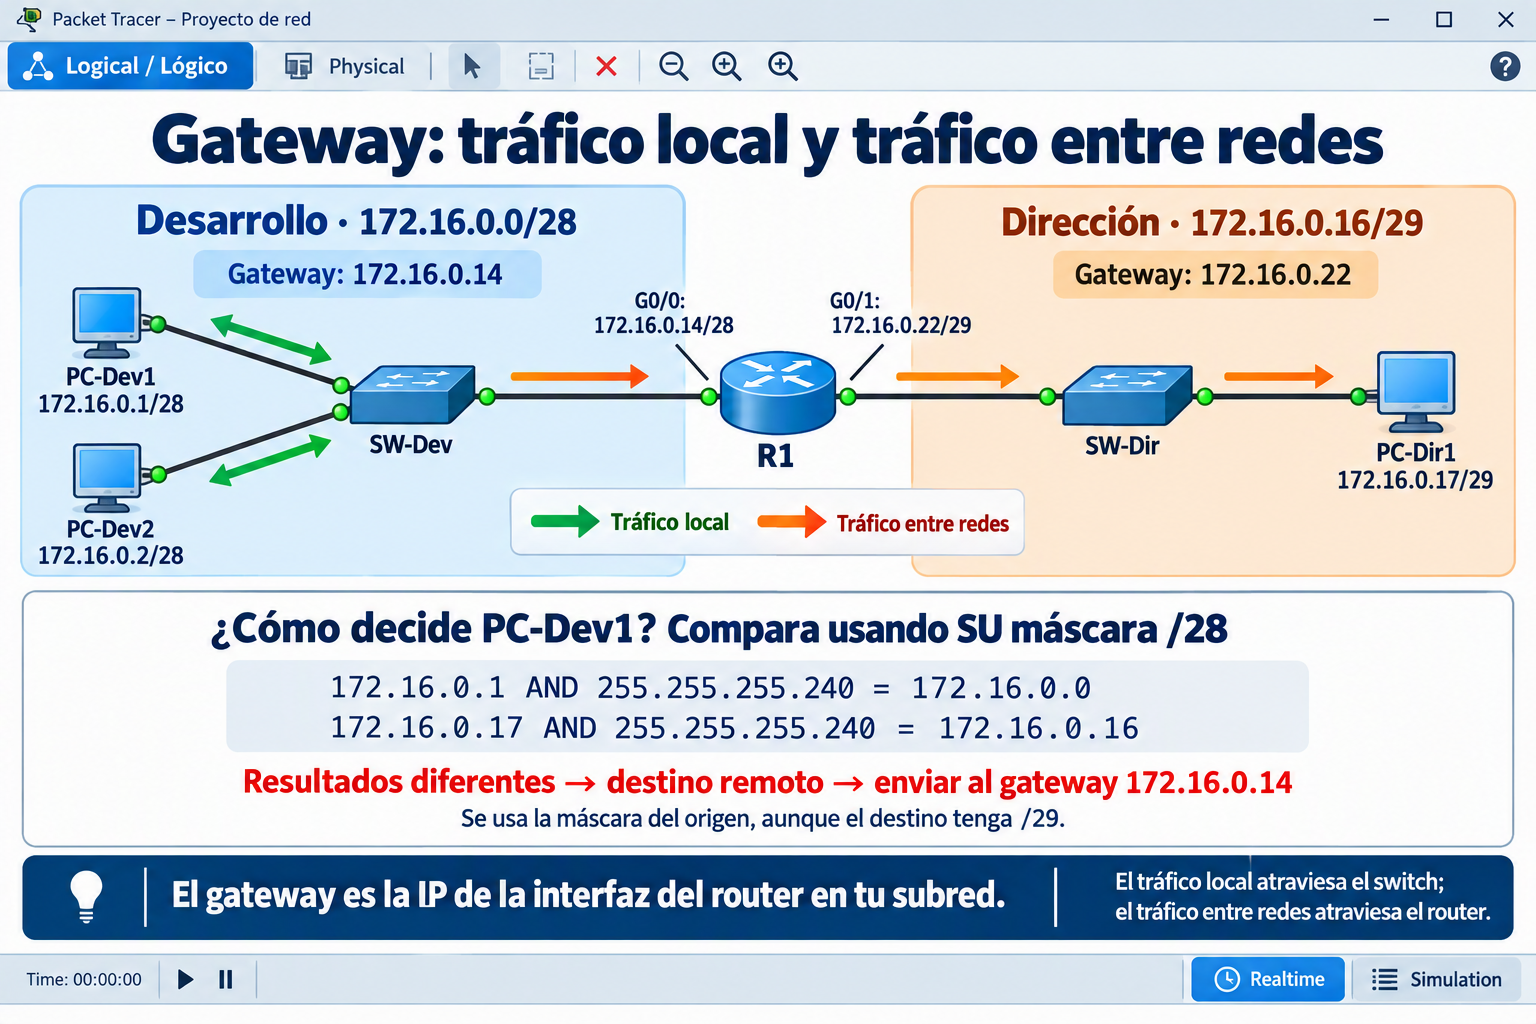 Packet Tracer – Proyecto de red
Logical / Lógico
Physical
?
Gateway: tráfico local y tráfico entre redes
Desarrollo · 172.16.0.0/28
Gateway: 172.16.0.14
Dirección · 172.16.0.16/29
Gateway: 172.16.0.22
G0/0:
172.16.0.14/28
G0/1:
172.16.0.22/29
PC-Dev1
172.16.0.1/28
SW-Dev
R1
SW-Dir
PC-Dir1
172.16.0.17/29
PC-Dev2
172.16.0.2/28
Tráfico local
Tráfico entre redes
¿Cómo decide PC-Dev1? Compara usando SU máscara /28
172.16.0.1 AND 255.255.255.240 = 172.16.0.0
172.16.0.17 AND 255.255.255.240 = 172.16.0.16
Resultados diferentes → destino remoto → enviar al gateway 172.16.0.14
Se usa la máscara del origen, aunque el destino tenga /29.
El gateway es la IP de la interfaz del router en tu subred.
El tráfico local atraviesa el switch;
el tráfico entre redes atraviesa el router.
Time: 00:00:00
Realtime
Simulation